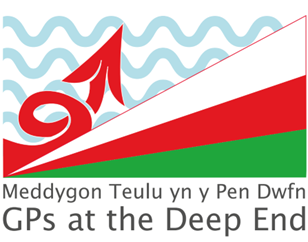 Meddygon Teulu yn y Pen Dwfn
GPs at the Deep End